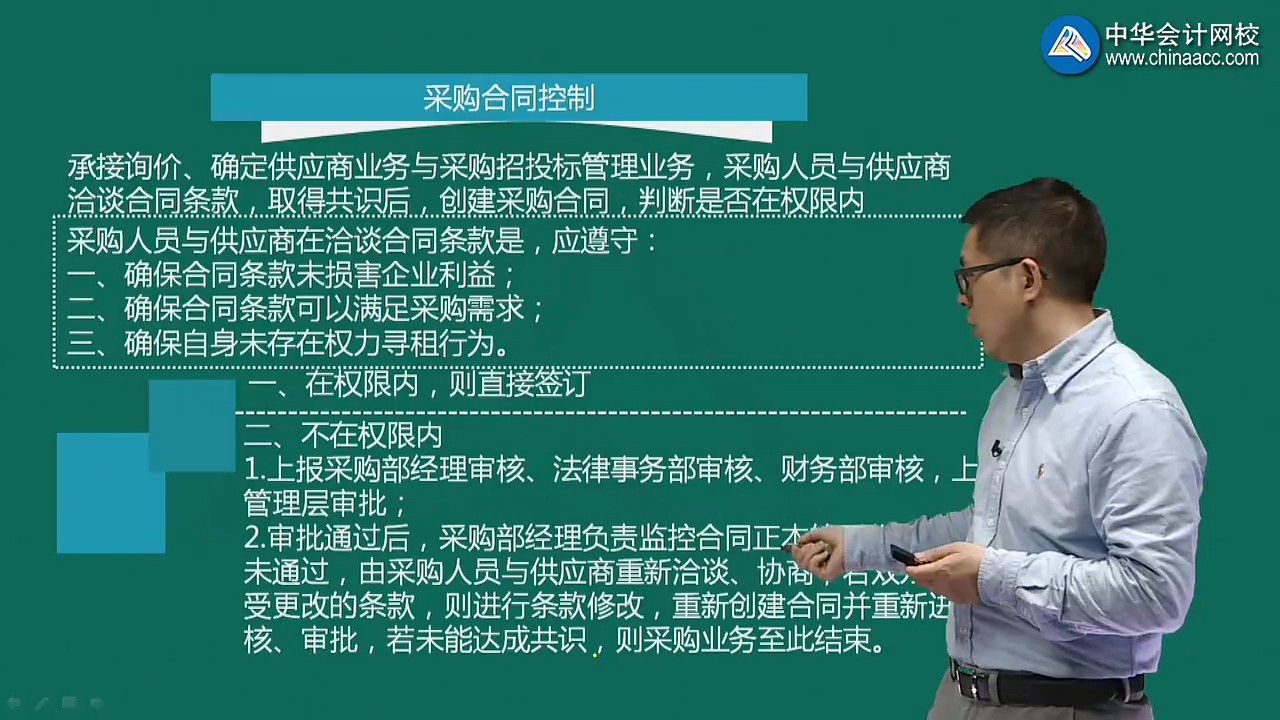 中华会计网校
www.chinaacc.com
采购合同控制
承接询价、确定供应商业务与采购招投标管理业务，采购人员与供应商
洽谈合同条款，取得共识后，创建采购合同，判断是否在权限内
采购人员与供应商在洽谈合同条款是，应遵守：
一、确保合同条款未损害企业利益；
二、确保合同条款可以满足采购需求；
三、确保自身未存在权力寻租行为。
一、在权限内，则直接签订
二、不在权限内
1.上报采购部经理审核、法律事务部审核、财务部审核，上
管理层审批；
2.审批通过后，采购部经理负责监控合同正本
未通过，由采购人员与供应商重新洽谈、协商，若双
受更改的条款，则进行条款修改，重新创建合同并重新进
核、审批，若未能达成共识，则采购业务至此结束。